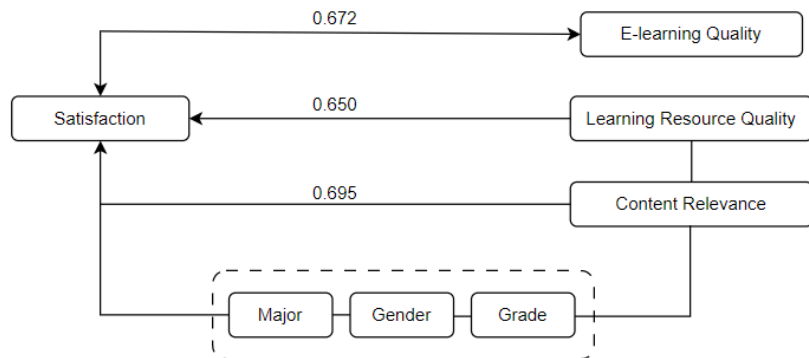 0.672
E-learning Quality
0.650
Satisfaction
Learning Resource Quality
0.695
Content Relevance
Major
Gender
Grade